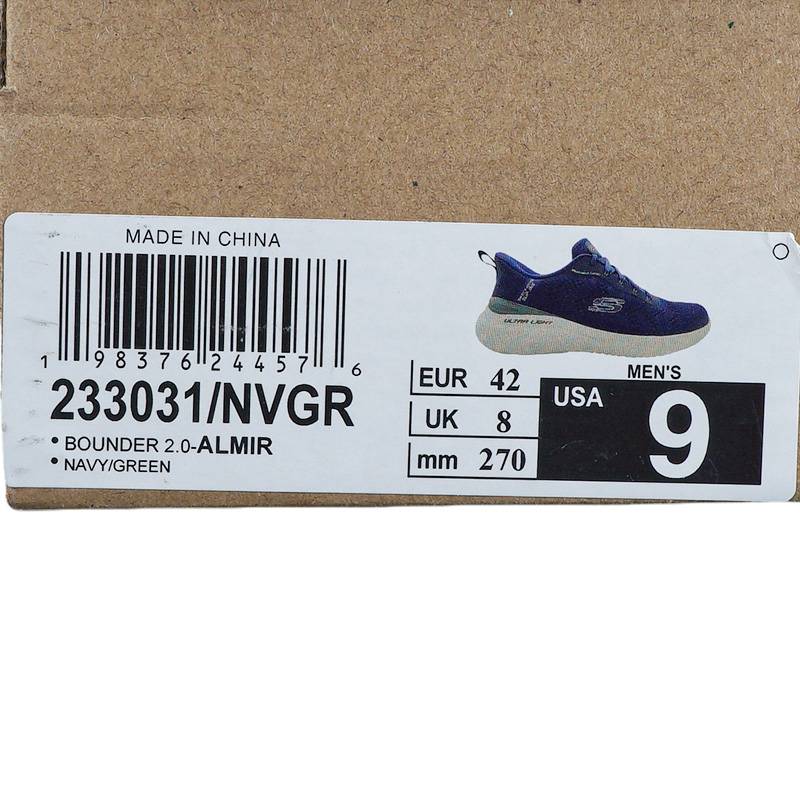 MADE IN CHINA
1 98376 24457 6
233031/NVGR
• BOUNDER 2.0-ALMIR
• NAVY/GREEN
ULTRA LIGHT
EUR 42
UK 8
mm 270
MEN'S
USA 9